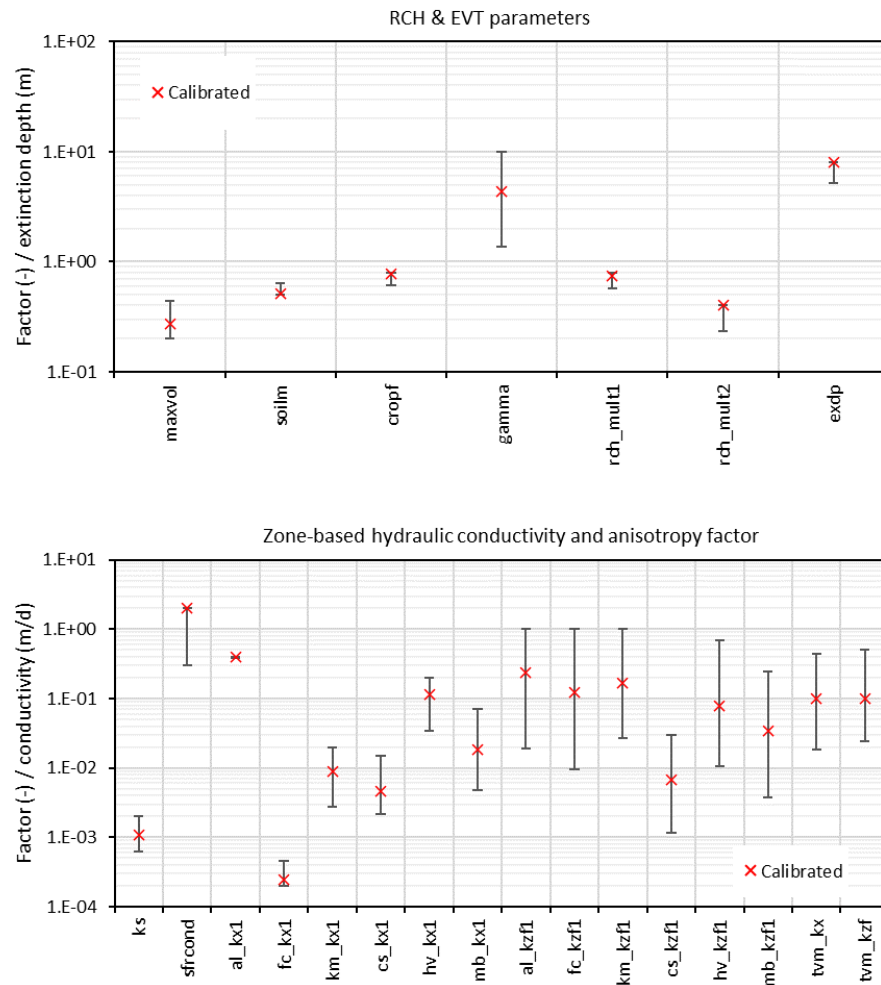 RCH & EVT parameters
Factor (-) / extinction depth (m)
1.E+02
1.E+01
1.E+00
1.E-01
Calibrated
maxvol
soilm
cropf
gamma
rch_mult1
rch_mult2
exdp
Zone-based hydraulic conductivity and anisotropy factor
Factor (-) / conductivity (m/d)
1.E+01
1.E+00
1.E-01
1.E-02
1.E-03
1.E-04
Calibrated
ks
sfrcond
al_kx1
fc_kx1
km_kx1
cs_kx1
hv_kx1
mb_kx1
al_kzf1
fc_kzf1
km_kzf1
cs_kzf1
hv_kzf1
mb_kzf1
tvm_kx
tvm_kzf